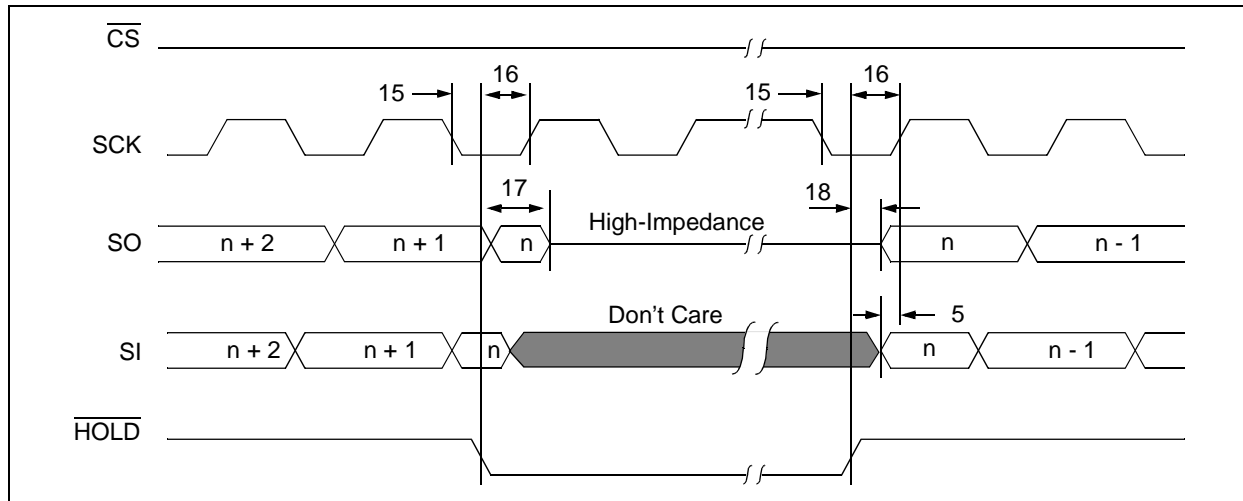 CS
15
16
15
16
SCK
17
High-Impedance
18
SO
n + 2
n + 1
n
n
n - 1
Don't Care
5
SI
n + 2
n + 1
n
n
n - 1
HOLD